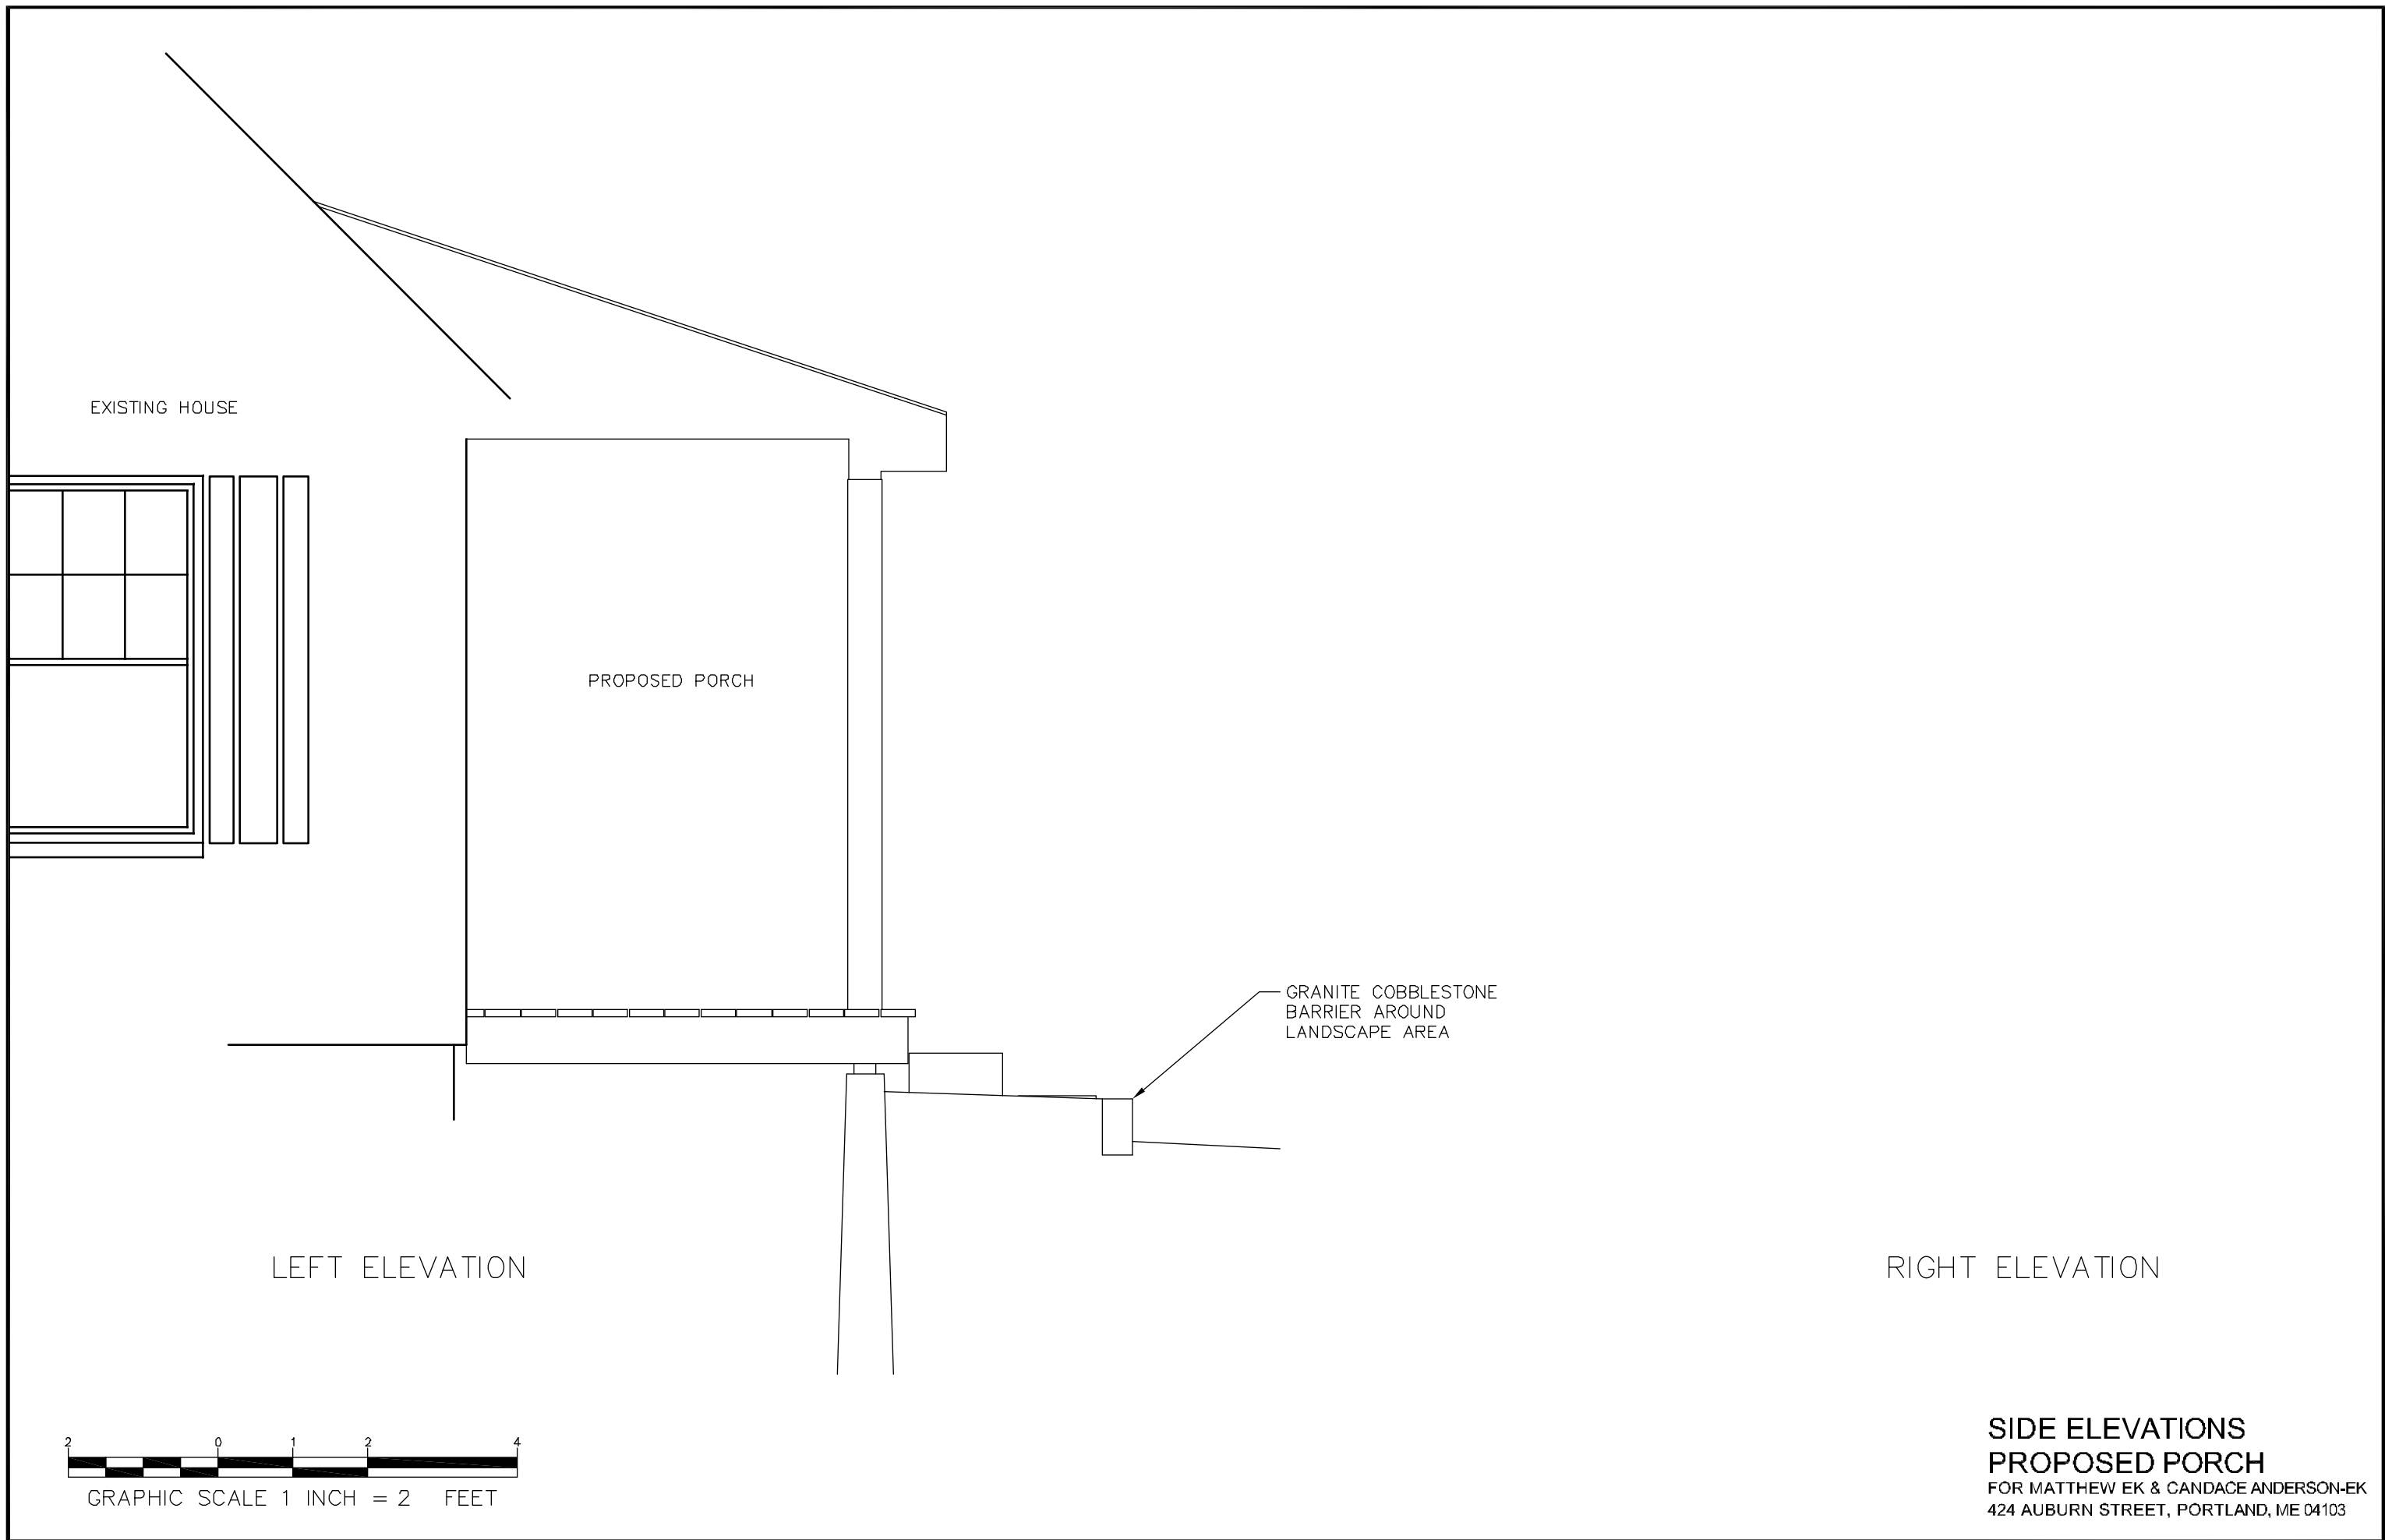 EXISTING HOUSE
PROPOSED PORCH
GRANITE COBBLESTONE
BARRIER AROUND
LANDSCAPE AREA
LEFT ELEVATION
RIGHT ELEVATION
2 0 1 2 4
GRAPHIC SCALE 1 INCH = 2 FEET
SIDE ELEVATIONS
PROPOSED PORCH
FOR MATTHEW EK & CANDACE ANDERSON-EK
424 AUBURN STREET, PORTLAND, ME 04103